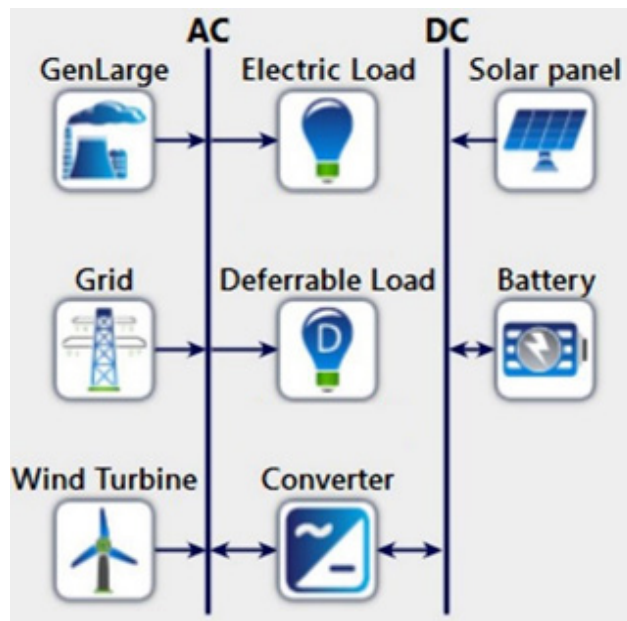 AC DC
GenLarge Electric Load Solar panel
Grid Deferrable Load Battery
D
Wind Turbine Converter